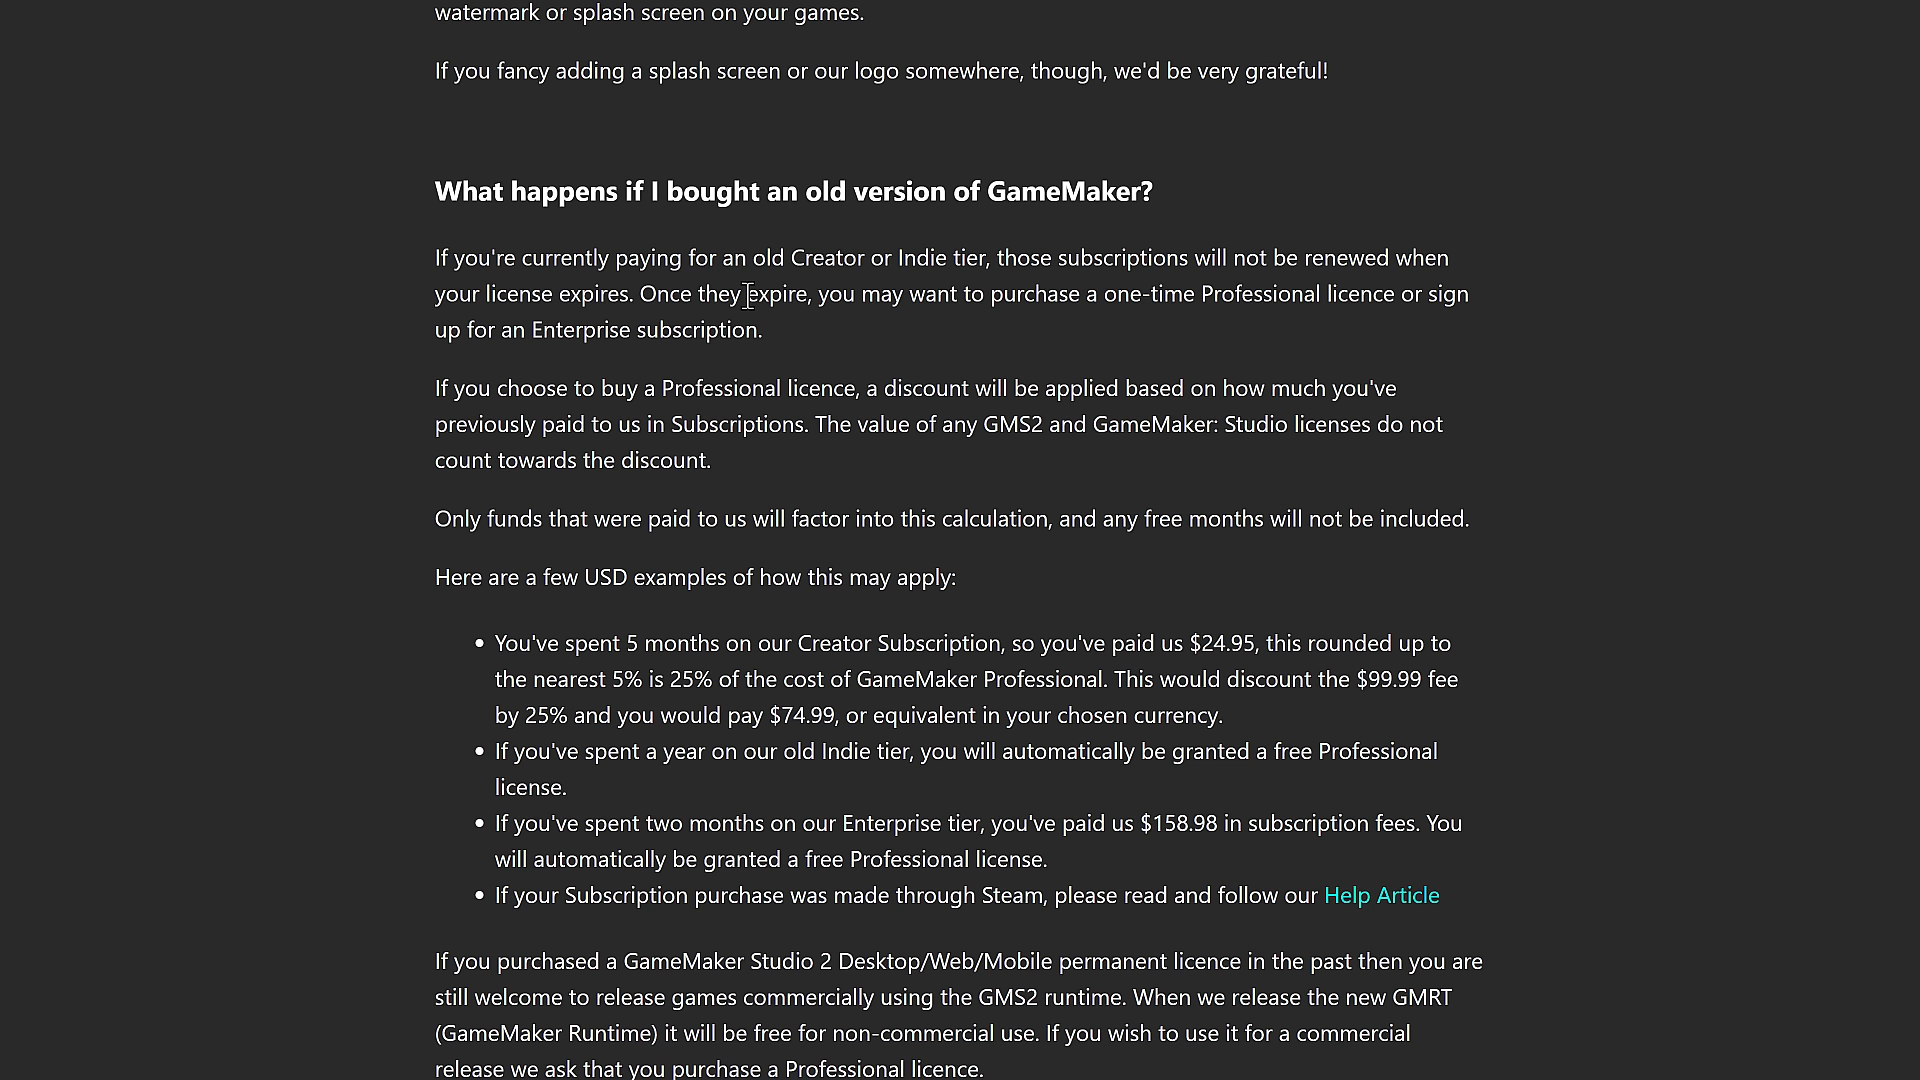 watermark or splash screen on your games.
If you fancy adding a splash screen or our logo somewhere, though, we'd be very grateful!
What happens if I bought an old version of GameMaker?
If you're currently paying for an old Creator or Indie tier, those subscriptions will not be renewed when
your license expires. Once they expire, you may want to purchase a one-time Professional licence or sign
up for an Enterprise subscription.
If you choose to buy a Professional licence, a discount will be applied based on how much you've
previously paid to us in Subscriptions. The value of any GMS2 and GameMaker: Studio licenses do not
count towards the discount.
Only funds that were paid to us will factor into this calculation, and any free months will not be included.
Here are a few USD examples of how this may apply:
• You've spent 5 months on our Creator Subscription, so you've paid us $24.95, this rounded up to
the nearest 5% is 25% of the cost of GameMaker Professional. This would discount the $99.99 fee
by 25% and you would pay $74.99, or equivalent in your chosen currency.
• If you've spent a year on our old Indie tier, you will automatically be granted a free Professional
license.
• If you've spent two months on our Enterprise tier, you've paid us $158.98 in subscription fees. You
will automatically be granted a free Professional license.
• If your Subscription purchase was made through Steam, please read and follow our Help Article
If you purchased a GameMaker Studio 2 Desktop/Web/Mobile permanent licence in the past then you are
still welcome to release games commercially using the GMS2 runtime. When we release the new GMRT
(GameMaker Runtime) it will be free for non-commercial use. If you wish to use it for a commercial
release we ask that you purchase a Professional licence.